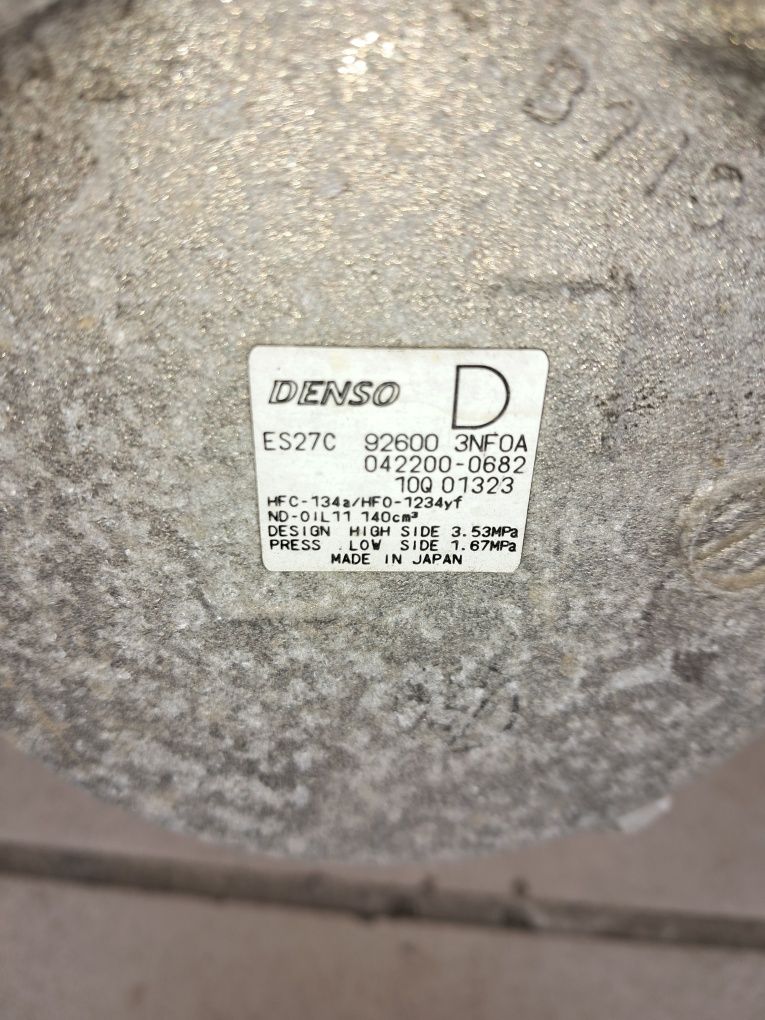 DENSO D
ES27C 92600 3NF0A
042200-0682
10Q 01323
HFC-134a/HFO-1234yf
ND-OIL11 140cm³
DESIGN HIGH SIDE 3.53MPa
PRESS. LOW SIDE 1.67MPa
MADE IN JAPAN